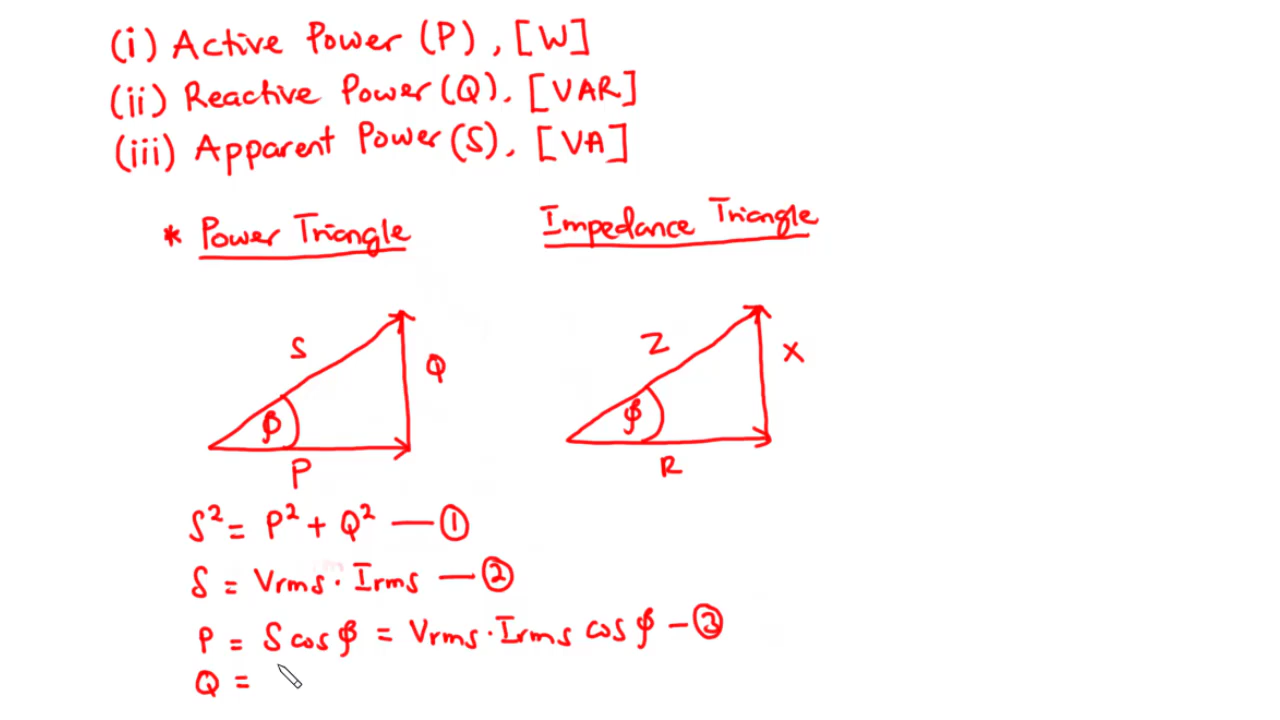 (i) Active Power (P), [W]
(ii) Reactive Power (Q), [VAR]
(iii) Apparent Power (S), [VA]
* Power Triangle
Impedance Triangle
S
Q
φ
P
Z
X
φ
R
S² = P² + Q² — ①
S = Vrms · Irms — ②
P = S cos φ = Vrms · Irms cos φ — ③
Q =